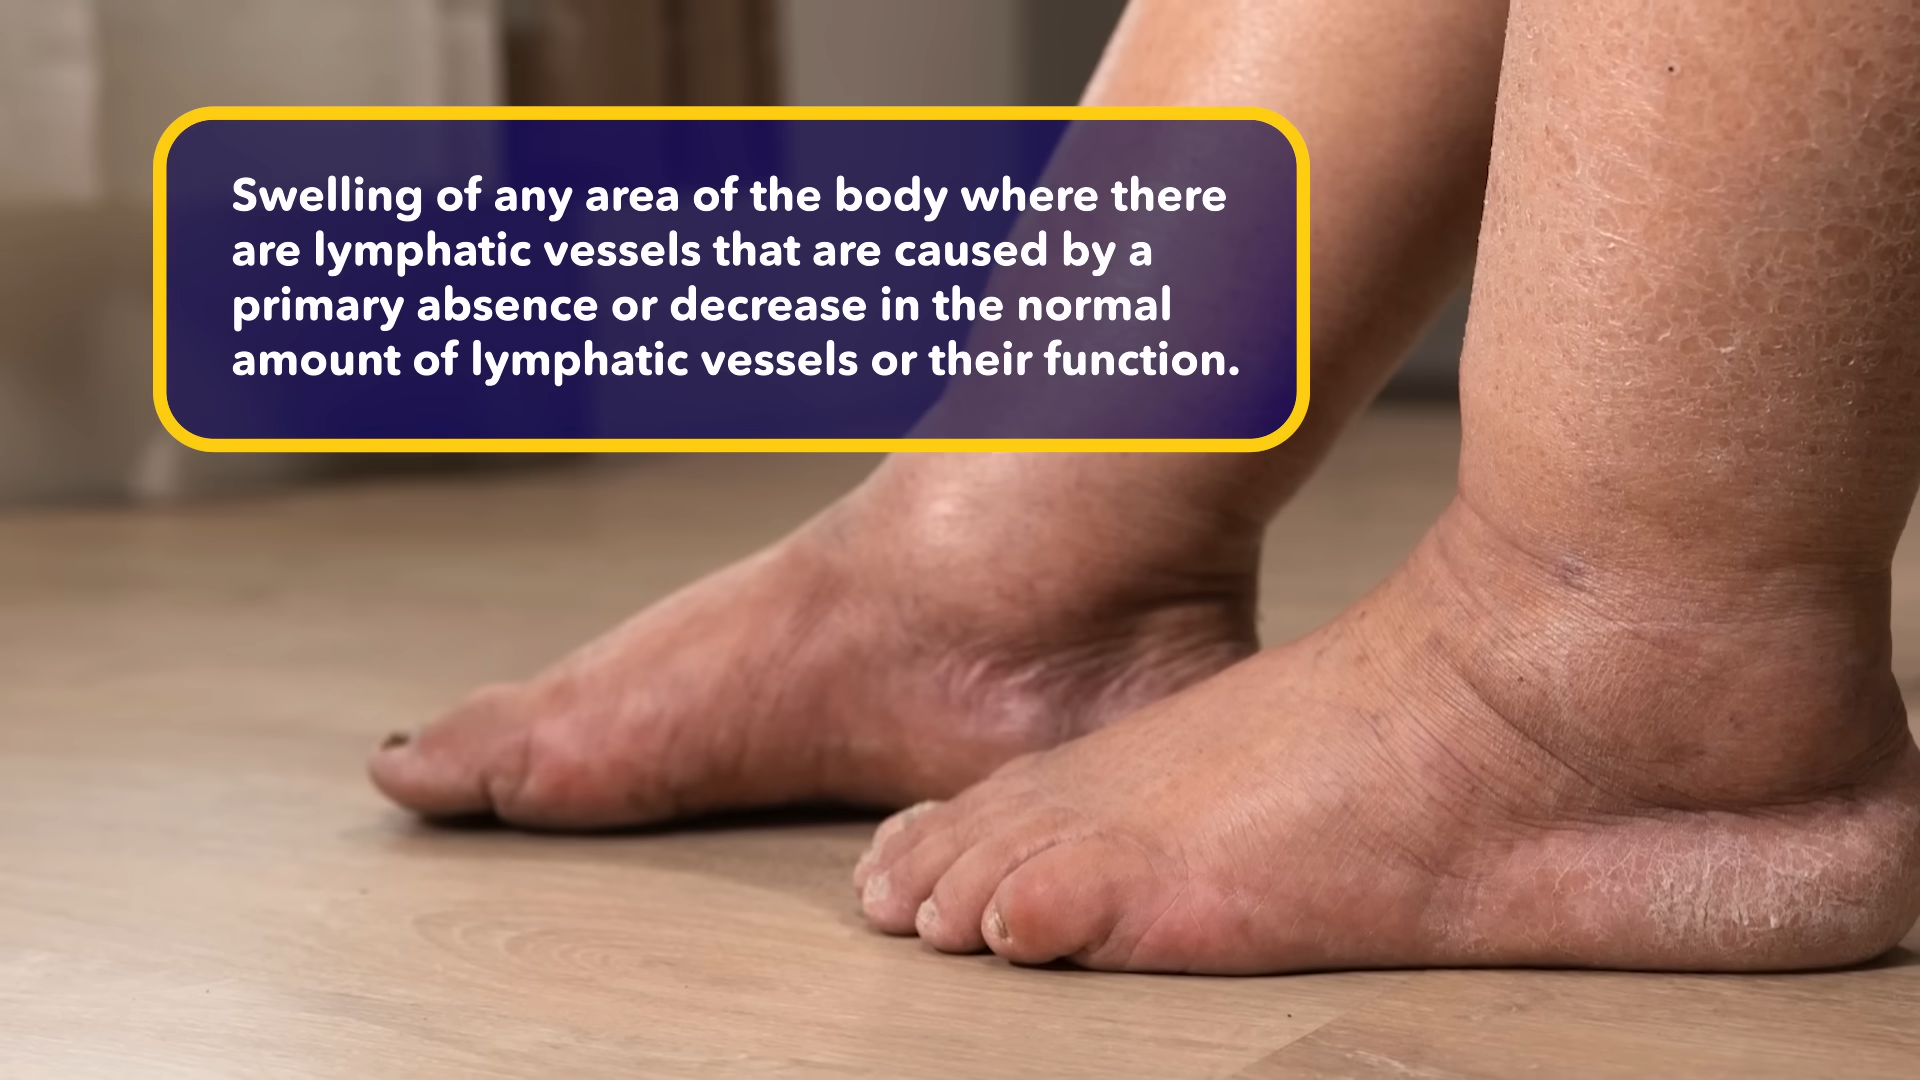 Swelling of any area of the body where there
are lymphatic vessels that are caused by a
primary absence or decrease in the normal
amount of lymphatic vessels or their function.